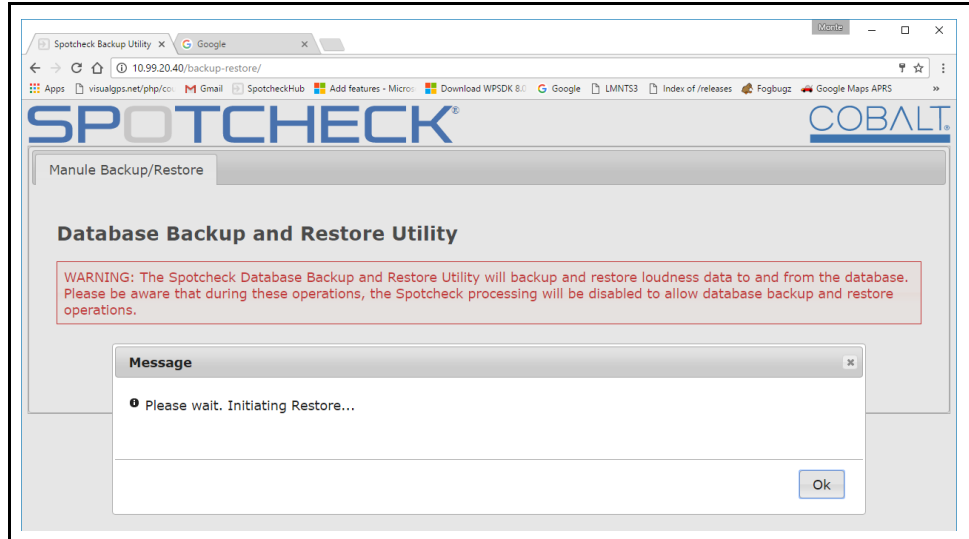 Monte
Spotcheck Backup Utility
Google
10.99.20.40/backup-restore/
Apps
visualgps.net/php/co
Gmail
SpotcheckHub
Add features - Micros
Download WPSDK 8.0
Google
LMNTS3
Index of /releases
Fogbugz
Google Maps APRS
»
SPOTCHECK®
COBALT®
Manule Backup/Restore
Database Backup and Restore Utility
WARNING: The Spotcheck Database Backup and Restore Utility will backup and restore loudness data to and from the database.
Please be aware that during these operations, the Spotcheck processing will be disabled to allow database backup and restore
operations.
Message
Please wait. Initiating Restore...
Ok